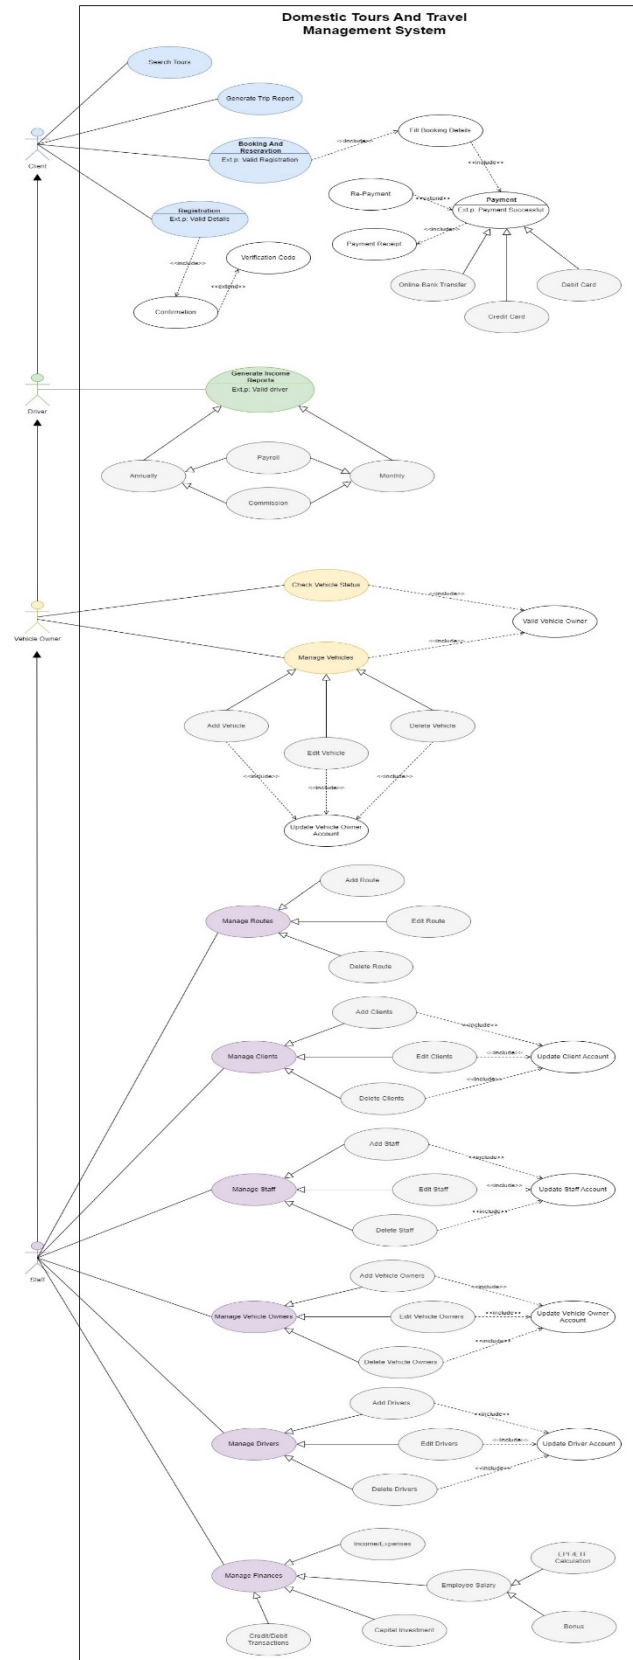 Domestic Tours And Travel
Management System
Search Tours
Generate Trip Report
Booking And
Reseravtion
Ext.p: Valid Registration
<<include>>
Fill Booking Details
<<include>>
Client
Re-Payment
<<extend>>
Payment
Ext.p: Payment Successful
Registration
Ext.p: Valid Details
<<include>>
Payment Receipt
Verification Code
<<include>>
<<extend>>
Online Bank Transfer
Debit Card
Confirmation
Credit Card
Generate Income
Reports
Ext.p: Valid driver
Driver
Payroll
Annually
Monthly
Commission
Check Vehicle Status
<<include>>
Valid Vehicle Owner
Vehicle Owner
<<include>>
Manage Vehicles
Add Vehicle
Delete Vehicle
Edit Vehicle
<<include>>
<<include>>
<<include>>
Update Vehicle Owner
Account
Add Route
Manage Routes
Edit Route
Delete Route
Add Clients
<<include>>
Manage Clients
Edit Clients
<<include>>
Update Client Account
Delete Clients
<<include>>
Add Staff
<<include>>
Manage Staff
Edit Staff
<<include>>
Update Staff Account
Delete Staff
<<include>>
Staff
Add Vehicle Owners
<<include>>
Manage Vehicle Owners
Edit Vehicle Owners
<<include>>
Update Vehicle Owner
Account
Delete Vehicle Owners
<<include>>
Add Drivers
<<include>>
Manage Drivers
Edit Drivers
<<include>>
Update Driver Account
Delete Drivers
<<include>>
Income/Expenses
EPF/ETF
Calculation
Manage Finances
Employee Salary
Credit/Debit
Transactions
Capital Investment
Bonus